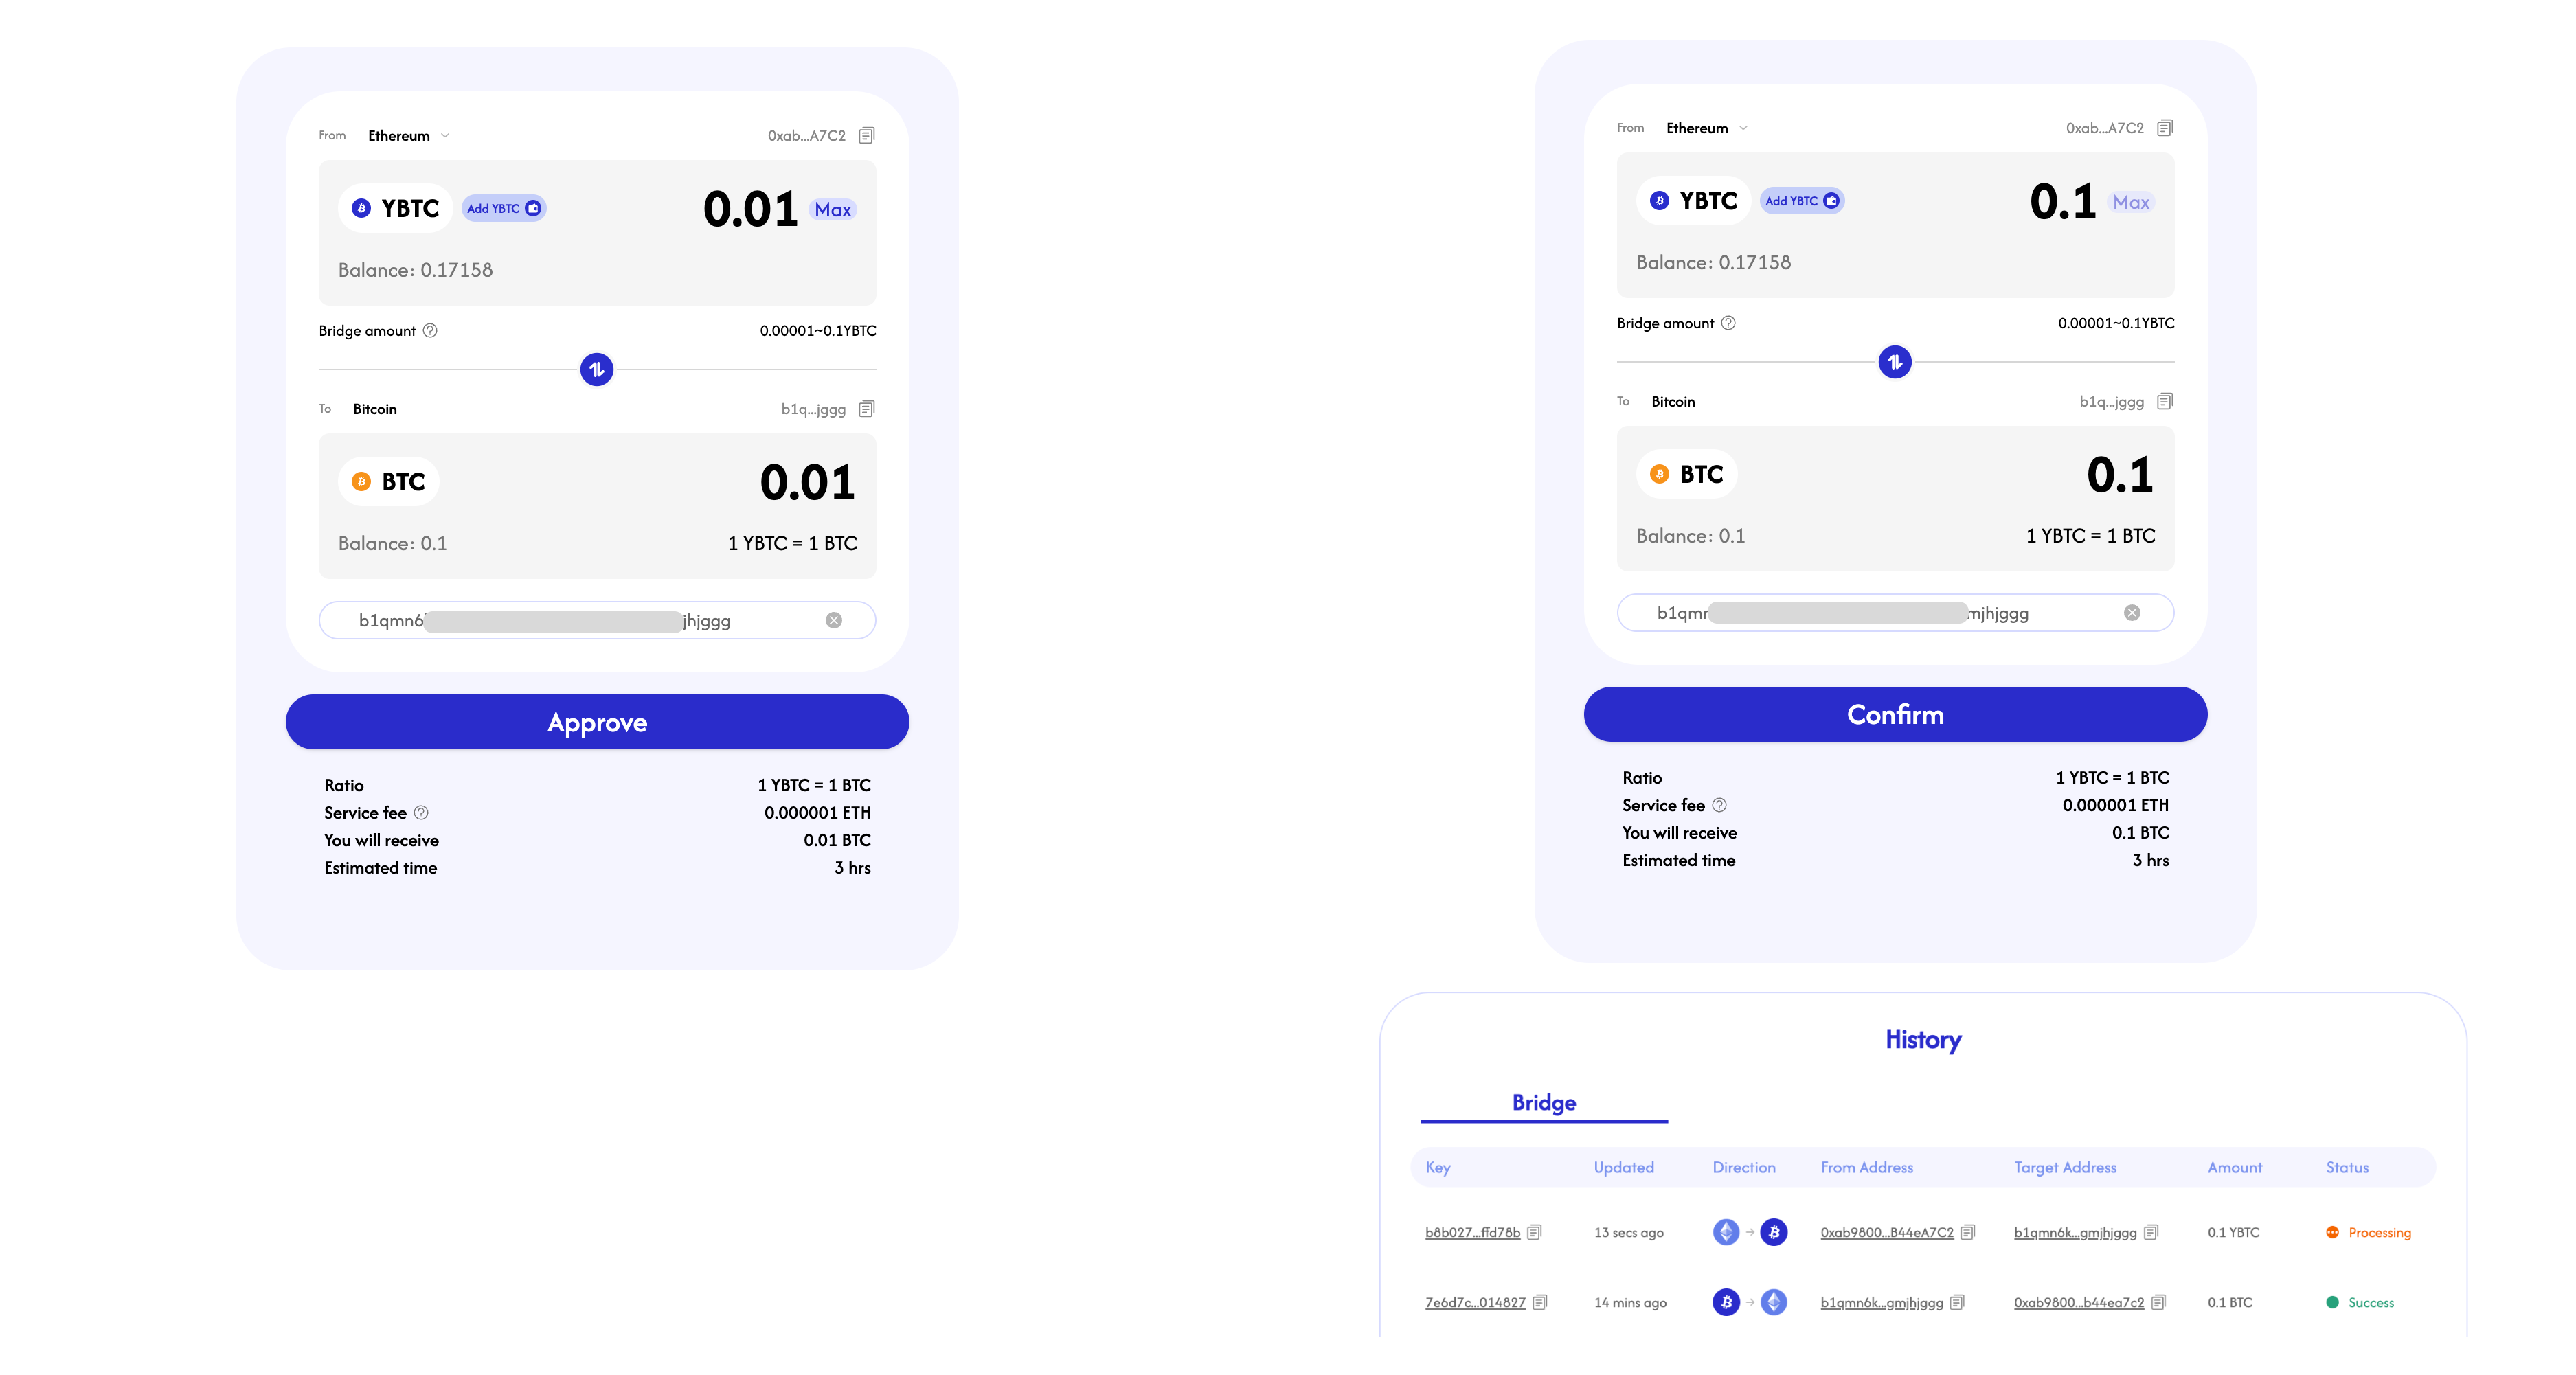 From Ethereum 0xab...A7C2
YBTC Add YBTC 0.01 Max
Balance: 0.17158
Bridge amount 0.00001~0.1YBTC
To Bitcoin b1q...jggg
BTC 0.01
Balance: 0.1 1 YBTC = 1 BTC
b1qmn6 jhjggg
Approve
Ratio 1 YBTC = 1 BTC
Service fee 0.000001 ETH
You will receive 0.01 BTC
Estimated time 3 hrs
From Ethereum 0xab...A7C2
YBTC Add YBTC 0.1 Max
Balance: 0.17158
Bridge amount 0.00001~0.1YBTC
To Bitcoin b1q...jggg
BTC 0.1
Balance: 0.1 1 YBTC = 1 BTC
b1qmr mjhjggg
Confirm
Ratio 1 YBTC = 1 BTC
Service fee 0.000001 ETH
You will receive 0.1 BTC
Estimated time 3 hrs
History
Bridge
Key Updated Direction From Address Target Address Amount Status
b8b027...ffd78b 13 secs ago 0xab9800...B44eA7C2 b1qmn6k...gmjhjggg 0.1 YBTC Processing
7e6d7c...014827 14 mins ago b1qmn6k...gmjhjggg 0xab9800...b44ea7c2 0.1 BTC Success